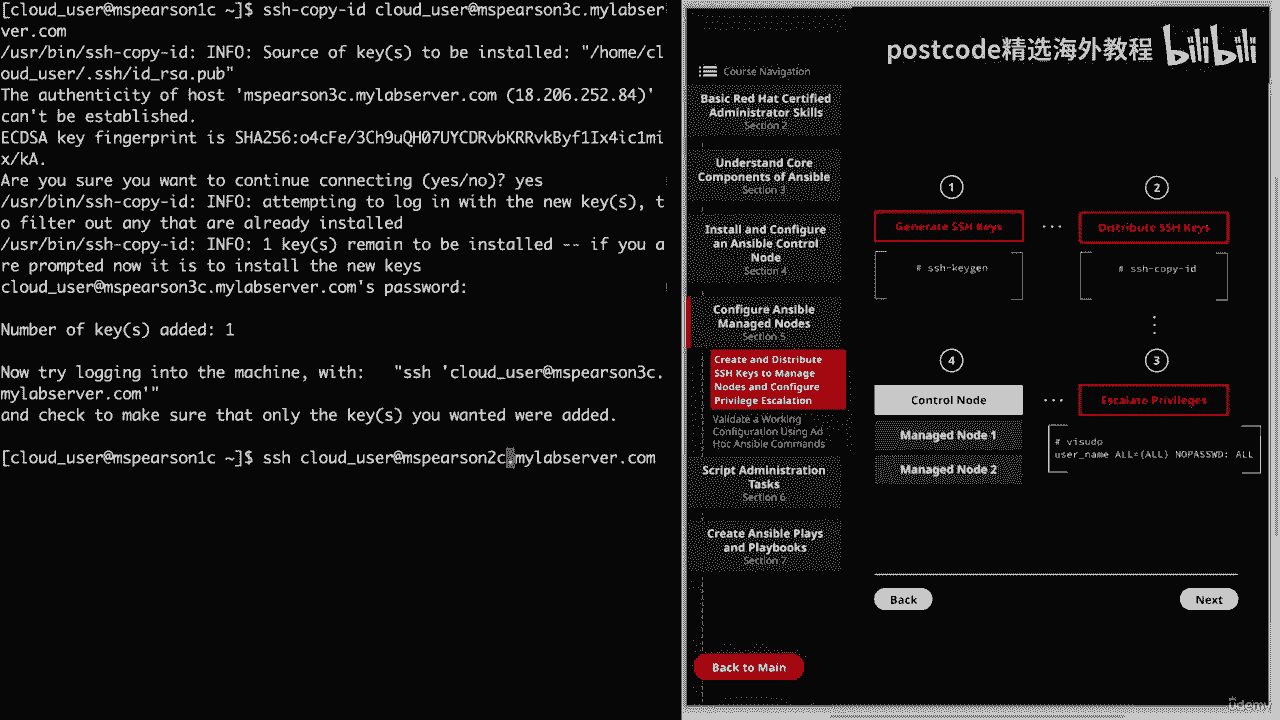 [cloud_user@mspearson1c ~]$ ssh-copy-id cloud_user@mspearson3c.mylabser
ver.com
/usr/bin/ssh-copy-id: INFO: Source of key(s) to be installed: "/home/cl
oud_user/.ssh/id_rsa.pub"
The authenticity of host 'mspearson3c.mylabserver.com (18.206.252.84)'
can't be established.
ECDSA key fingerprint is SHA256:o4cFe/3Ch9uQH07UYCDRvbKRRvkByf1Ix4ic1mi
x/kA.
Are you sure you want to continue connecting (yes/no)? yes
/usr/bin/ssh-copy-id: INFO: attempting to log in with the new key(s), t
o filter out any that are already installed
/usr/bin/ssh-copy-id: INFO: 1 key(s) remain to be installed -- if you a
re prompted now it is to install the new keys
cloud_user@mspearson3c.mylabserver.com's password:
Number of key(s) added: 1
Now try logging into the machine, with:   "ssh 'cloud_user@mspearson3c.
mylabserver.com'"
and check to make sure that only the key(s) you wanted were added.
[cloud_user@mspearson1c ~]$ ssh cloud_user@mspearson2c.mylabserver.com
postcode精选海外教程 bilibili
Course Navigation
Basic Red Hat Certified
Administrator Skills
Section 2
Understand Core
Components of Ansible
Section 3
Install and Configure
an Ansible Control
Node
Section 4
Configure Ansible
Managed Nodes
Section 5
Create and Distribute
SSH Keys to Manage
Nodes and Configure
Privilege Escalation
Validate a Working
Configuration Using Ad
Hoc Ansible Commands
Script Administration
Tasks
Section 6
Create Ansible Plays
and Playbooks
Section 7
Back to Main
1
Generate SSH Keys
# ssh-keygen
2
Distribute SSH Keys
# ssh-copy-id
4
Control Node
Managed Node 1
Managed Node 2
3
Escalate Privileges
# visudo
user_name ALL=(ALL) NOPASSWD: ALL
Back
Next
udemy